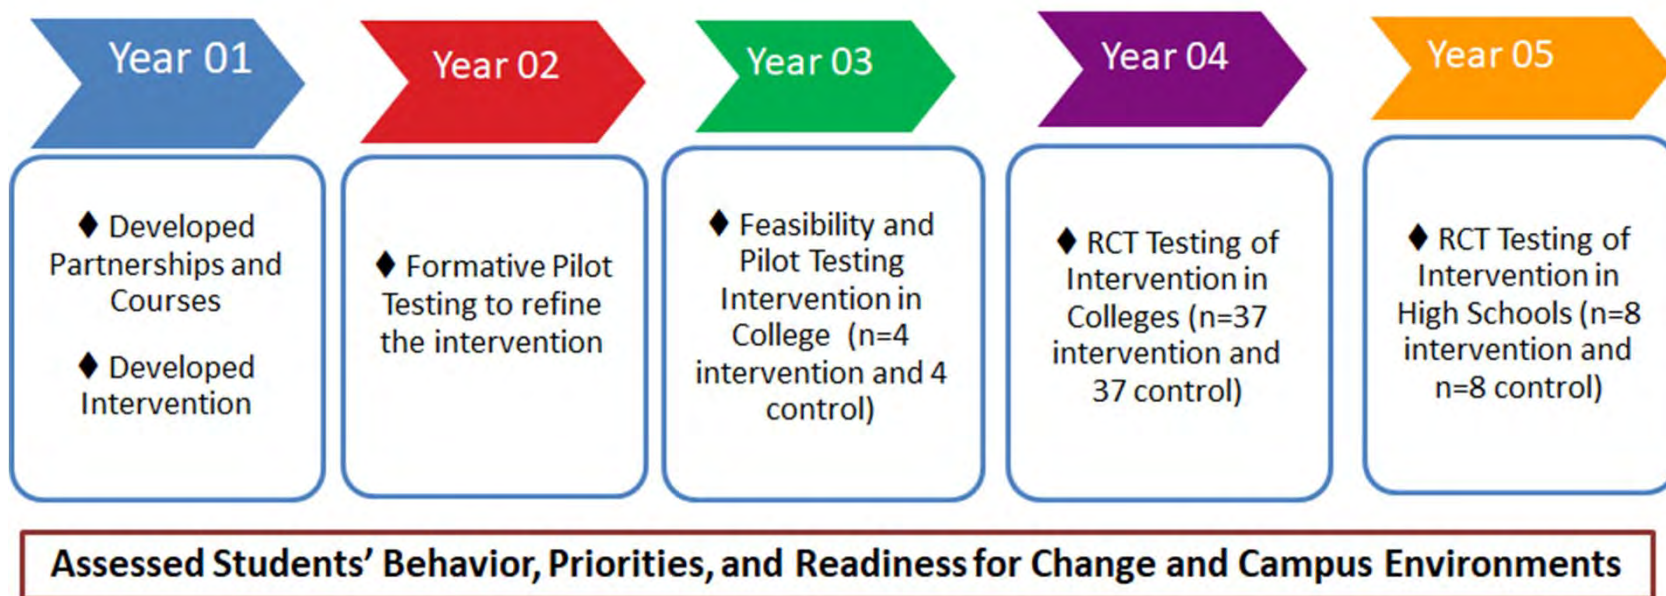 Year 01
♦ Developed
Partnerships and
Courses
♦ Developed
Intervention
Year 02
♦ Formative Pilot
Testing to refine
the intervention
Year 03
♦ Feasibility and
Pilot Testing
Intervention in
College (n=4
intervention and 4
control)
Year 04
♦ RCT Testing of
Intervention in
Colleges (n=37
intervention and
37 control)
Year 05
♦ RCT Testing of
Intervention in
High Schools (n=8
intervention and
n=8 control)
Assessed Students’ Behavior, Priorities, and Readiness for Change and Campus Environments